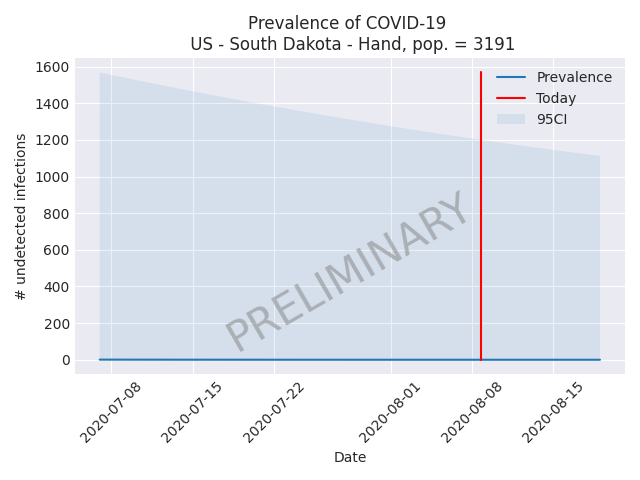 Prevalence of COVID-19
US - South Dakota - Hand, pop. = 3191
1600
1400
1200
1000
800
600
400
200
0
# undetected infections
Prevalence
Today
95CI
PRELIMINARY
2020-07-08
2020-07-15
2020-07-22
2020-08-01
2020-08-08
2020-08-15
Date